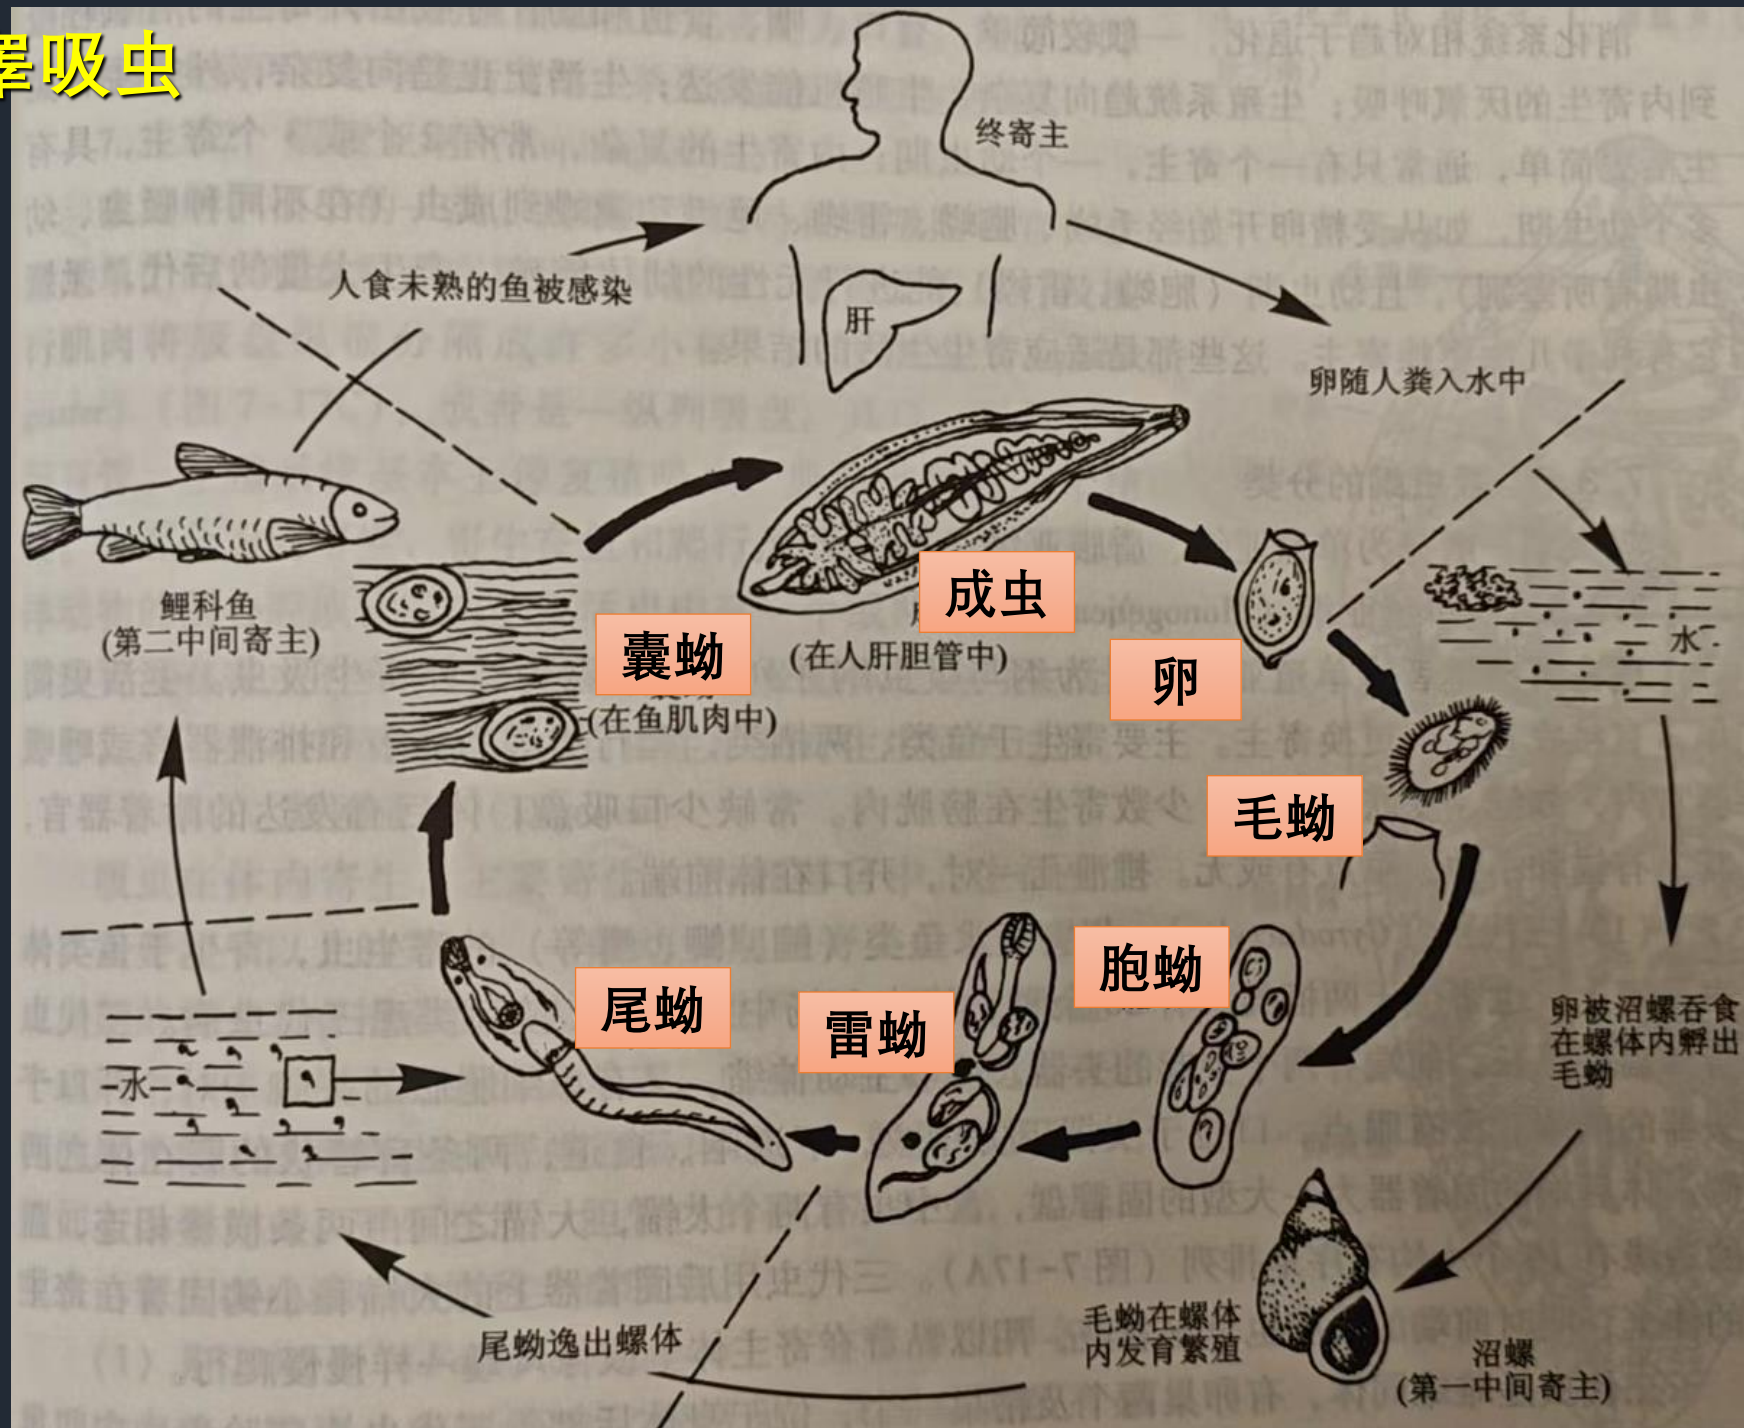 吸虫
终寄主
人食未熟的鱼被感染
肝
卵随人粪入水中
鲤科鱼
(第二中间寄主)
囊蚴
(在鱼肌肉中)
成虫
(在人肝胆管中)
卵
水
毛蚴
胞蚴
雷蚴
尾蚴
水
卵被沼螺吞食
在螺体内孵出
毛蚴
尾蚴逸出螺体
毛蚴在螺体
内发育繁殖
沼螺
(第一中间寄主)